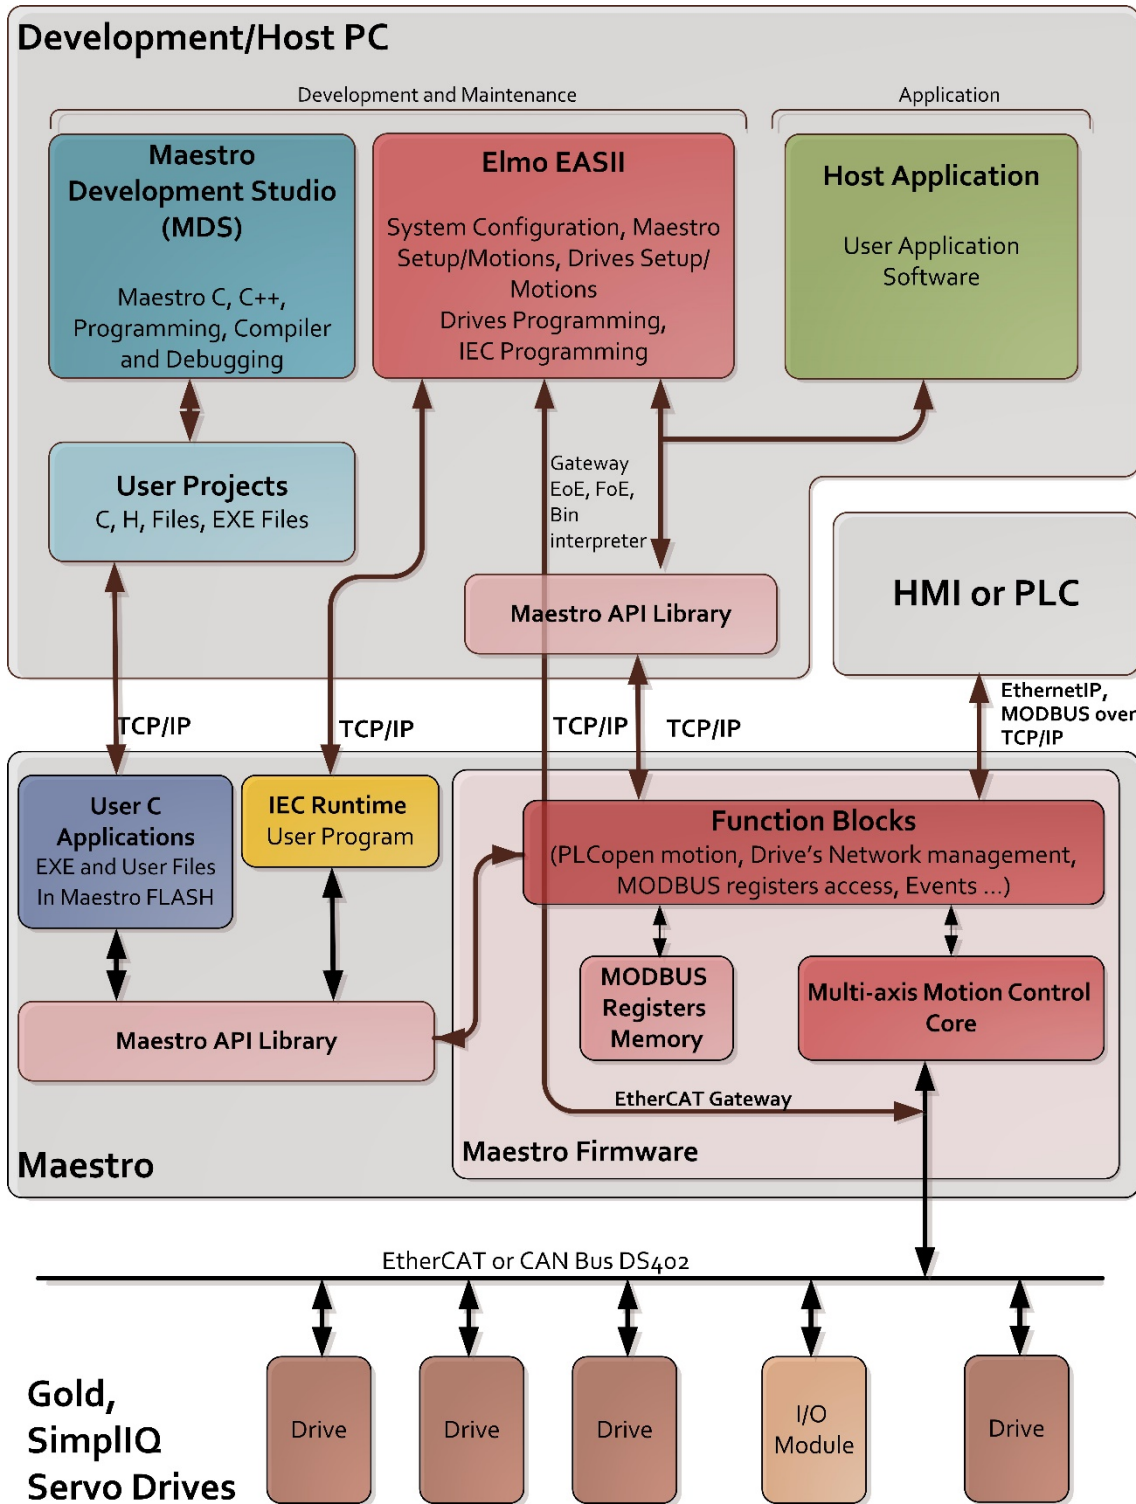 Development/Host PC
Development and Maintenance
Application
Maestro
Development Studio
(MDS)
Maestro C, C++,
Programming, Compiler
and Debugging
Elmo EASII
System Configuration, Maestro
Setup/Motions, Drives Setup/
Motions
Drives Programming,
IEC Programming
Host Application
User Application
Software
User Projects
C, H, Files, EXE Files
Gateway
EoE, FoE,
Bin
interpreter
Maestro API Library
HMI or PLC
TCP/IP
TCP/IP
TCP/IP
TCP/IP
EthernetIP,
MODBUS over
TCP/IP
User C
Applications
EXE and User Files
In Maestro FLASH
IEC Runtime
User Program
Function Blocks
(PLCopen motion, Drive's Network management,
MODBUS registers access, Events ...)
MODBUS
Registers
Memory
Multi-axis Motion Control
Core
Maestro API Library
EtherCAT Gateway
Maestro Firmware
Maestro
EtherCAT or CAN Bus DS402
Gold,
SimplIQ
Servo Drives
Drive
Drive
Drive
I/O
Module
Drive